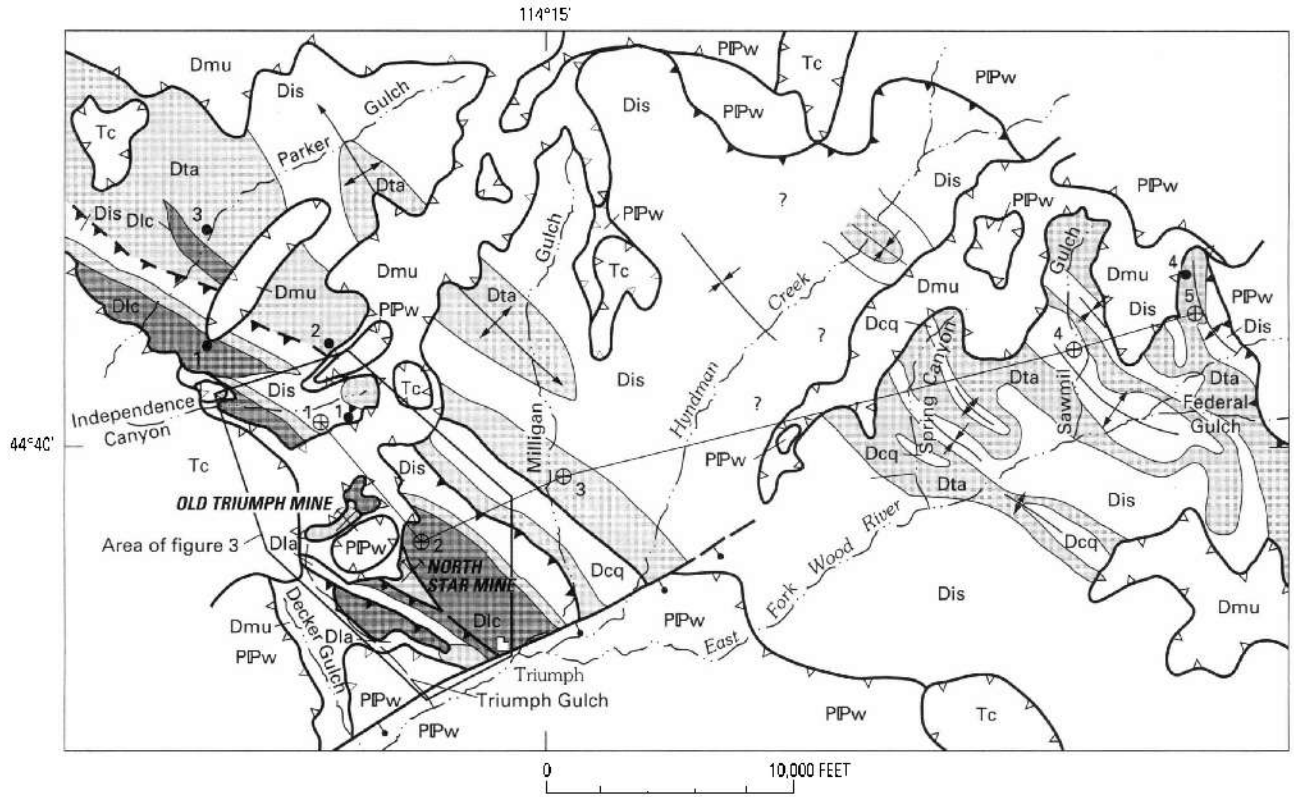 114°15'
Dmu
Dis
Parker
Gulch
Tc
Dta
Dta
Dis
Dlc
3
Dlc
Dmu
1
2
PIPw
Dmu
Dis
PIPw
Tc
PIPw
PIPw
Dis
Dis
PIPw
PIPw
?
PIPw
Tc
Gulch
Dta
Creek
Dmu
?
Dcq
Gulch
Dmu
Dis
4
5
PIPw
Dis
Spring Canyon
4
Dta
Sawmil
Dta
Federal
Gulch
Independence
Canyon
Dis
1
1
Tc
Milligan
Dis
Hyndman
?
44°40'
Tc
Dis
PIPw
Dcq
Dta
Dis
3
OLD TRIUMPH MINE
Area of figure 3
Dla
PIPw
2
NORTH
STAR MINE
Dcq
Dlc
Dcq
East Fork Wood River
Dis
Dmu
PIPw
Dmu
Decker Gulch
Dla
PIPw
PIPw
PIPw
Triumph
Triumph Gulch
PIPw
Tc
0
10,000 FEET